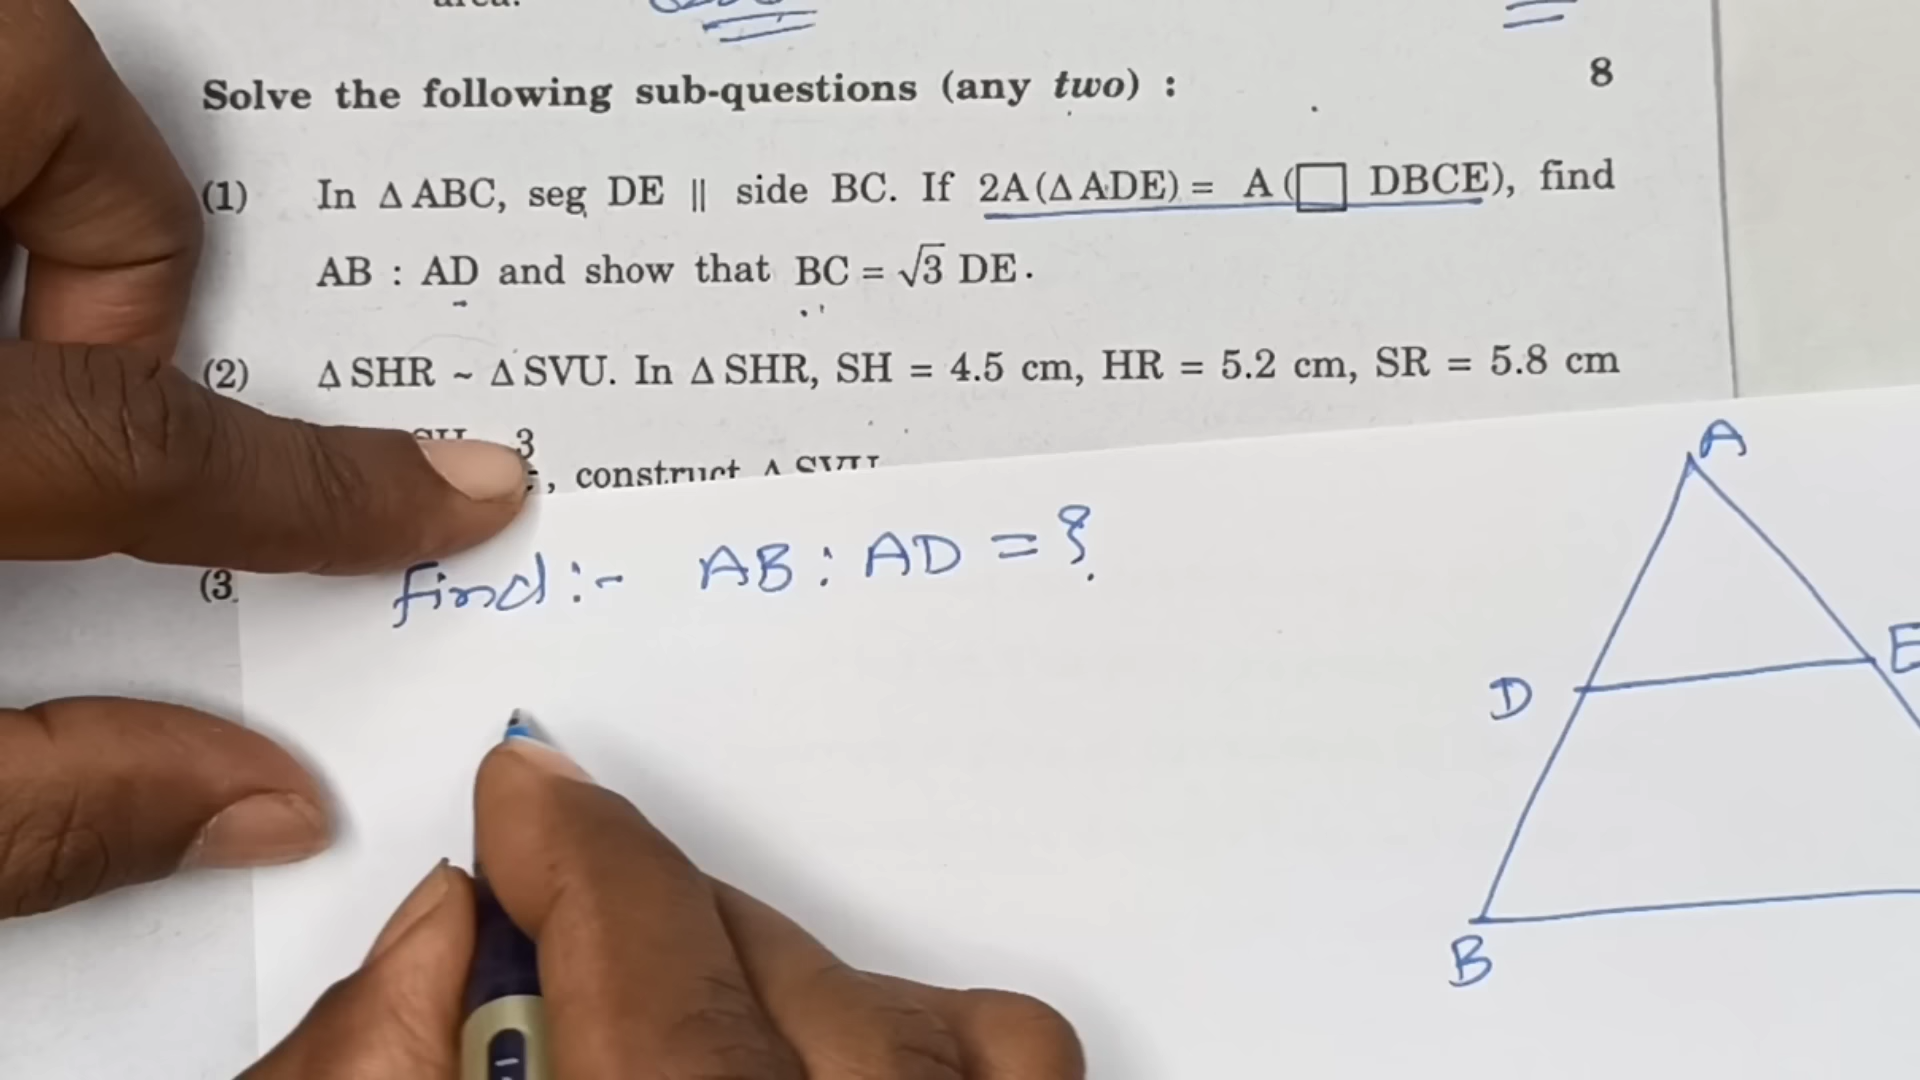 Solve the following sub-questions (any two) : 8
(1) In Δ ABC, seg DE || side BC. If 2A(Δ ADE) = A(□ DBCE), find
AB : AD and show that BC = √3 DE.
(2) Δ SHR ~ Δ SVU. In Δ SHR, SH = 4.5 cm, HR = 5.2 cm, SR = 5.8 cm
3
, construct Δ SVU
(3
find:- AB : AD = ?
A
D
E
B